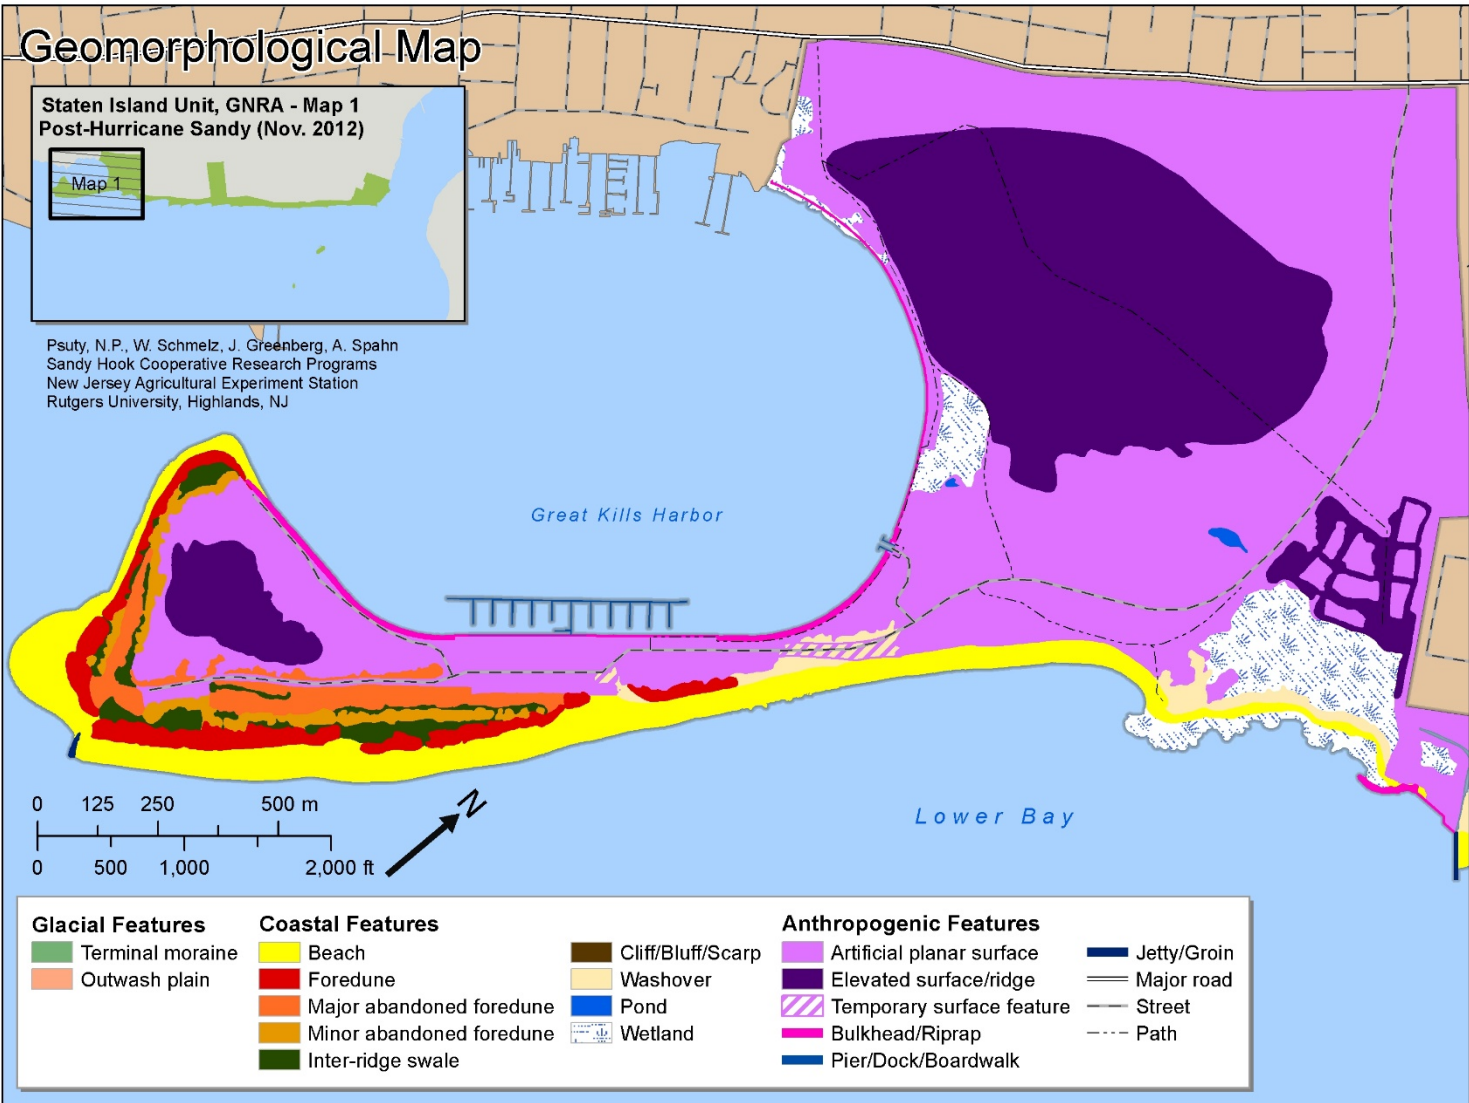 Geomorphological Map
Staten Island Unit, GNRA - Map 1
Post-Hurricane Sandy (Nov. 2012)
Map 1
Psuty, N.P., W. Schmelz, J. Greenberg, A. Spahn
Sandy Hook Cooperative Research Programs
New Jersey Agricultural Experiment Station
Rutgers University, Highlands, NJ
Great Kills Harbor
Lower Bay
0 125 250 500 m
0 500 1,000 2,000 ft
N
Glacial Features
Terminal moraine
Outwash plain
Coastal Features
Beach
Foredune
Major abandoned foredune
Minor abandoned foredune
Inter-ridge swale
Cliff/Bluff/Scarp
Washover
Pond
Wetland
Anthropogenic Features
Artificial planar surface
Elevated surface/ridge
Temporary surface feature
Bulkhead/Riprap
Pier/Dock/Boardwalk
Jetty/Groin
Major road
Street
Path